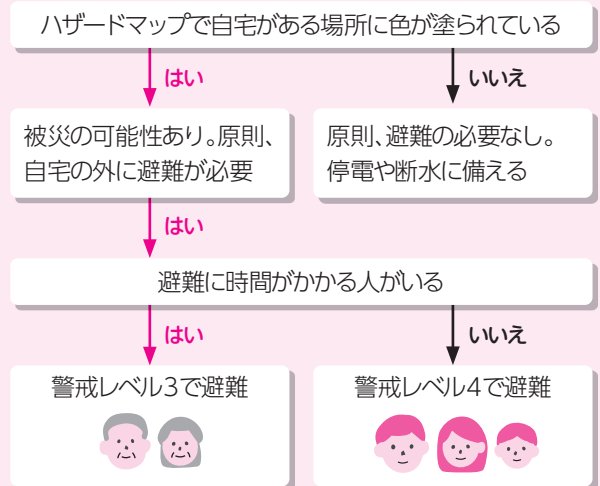 ハザードマップで自宅がある場所に色が塗られている
はい
いいえ
被災の可能性あり。原則、
自宅の外に避難が必要
原則、避難の必要なし。
停電や断水に備える
はい
避難に時間がかかる人がいる
はい
いいえ
警戒レベル3で避難
警戒レベル4で避難